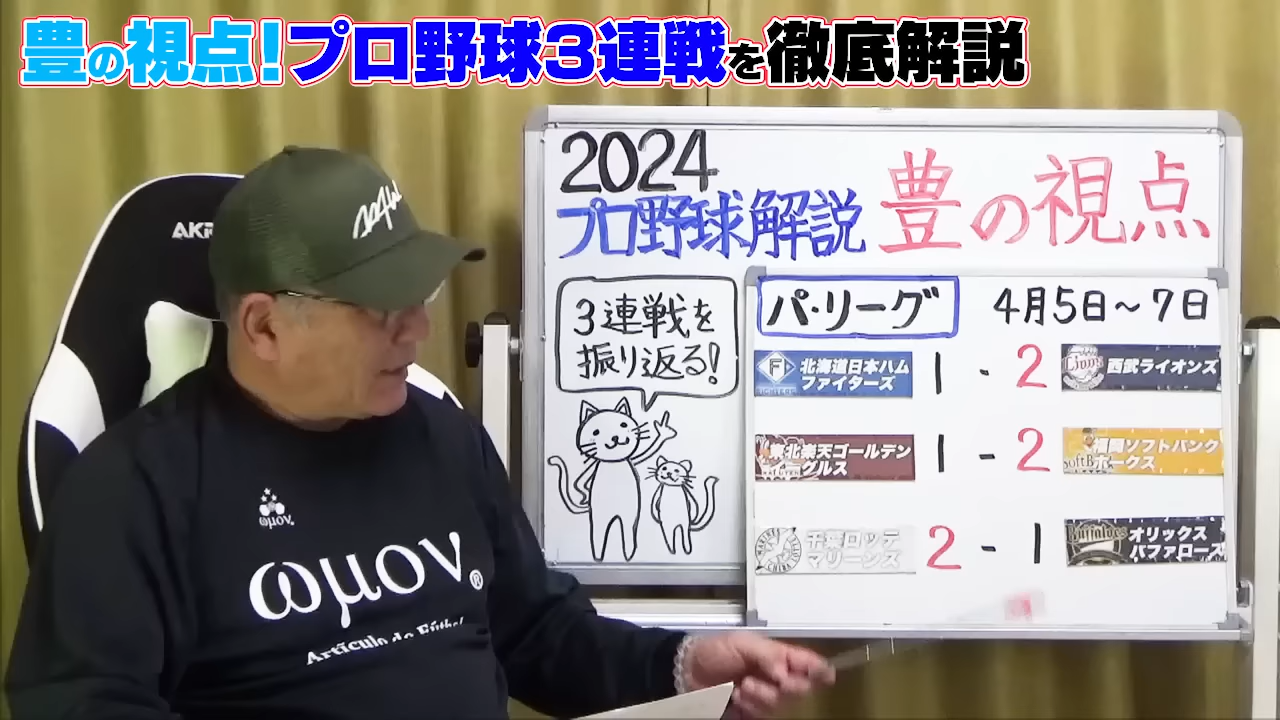 豊の視点!プロ野球3連戦を徹底解説
2024
プロ野球解説 豊の視点
3連戦を
振り返る!
パ・リーグ 4月5日~7日
北海道日本ハム
ファイターズ
1 - 2
Lions
西武ライオンズ
東北楽天ゴールデン
イーグルス
1 - 2
福岡ソフトバンク
ホークス
千葉ロッテ
マリーンズ
2 - 1
Buffaloes
オリックス
バファローズ
ωμον
ωμον®